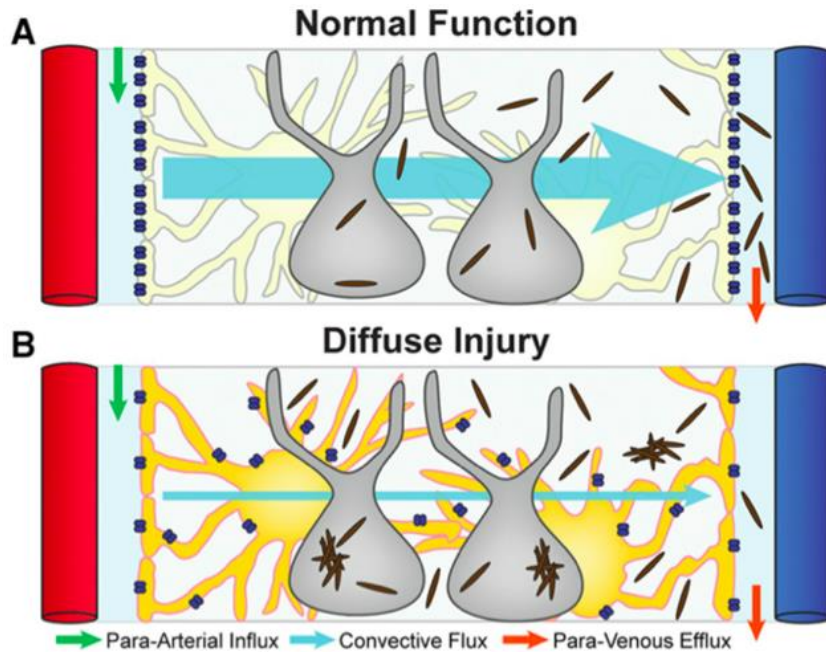 A
Normal Function
B
Diffuse Injury
Para-Arterial Influx Convective Flux Para-Venous Efflux